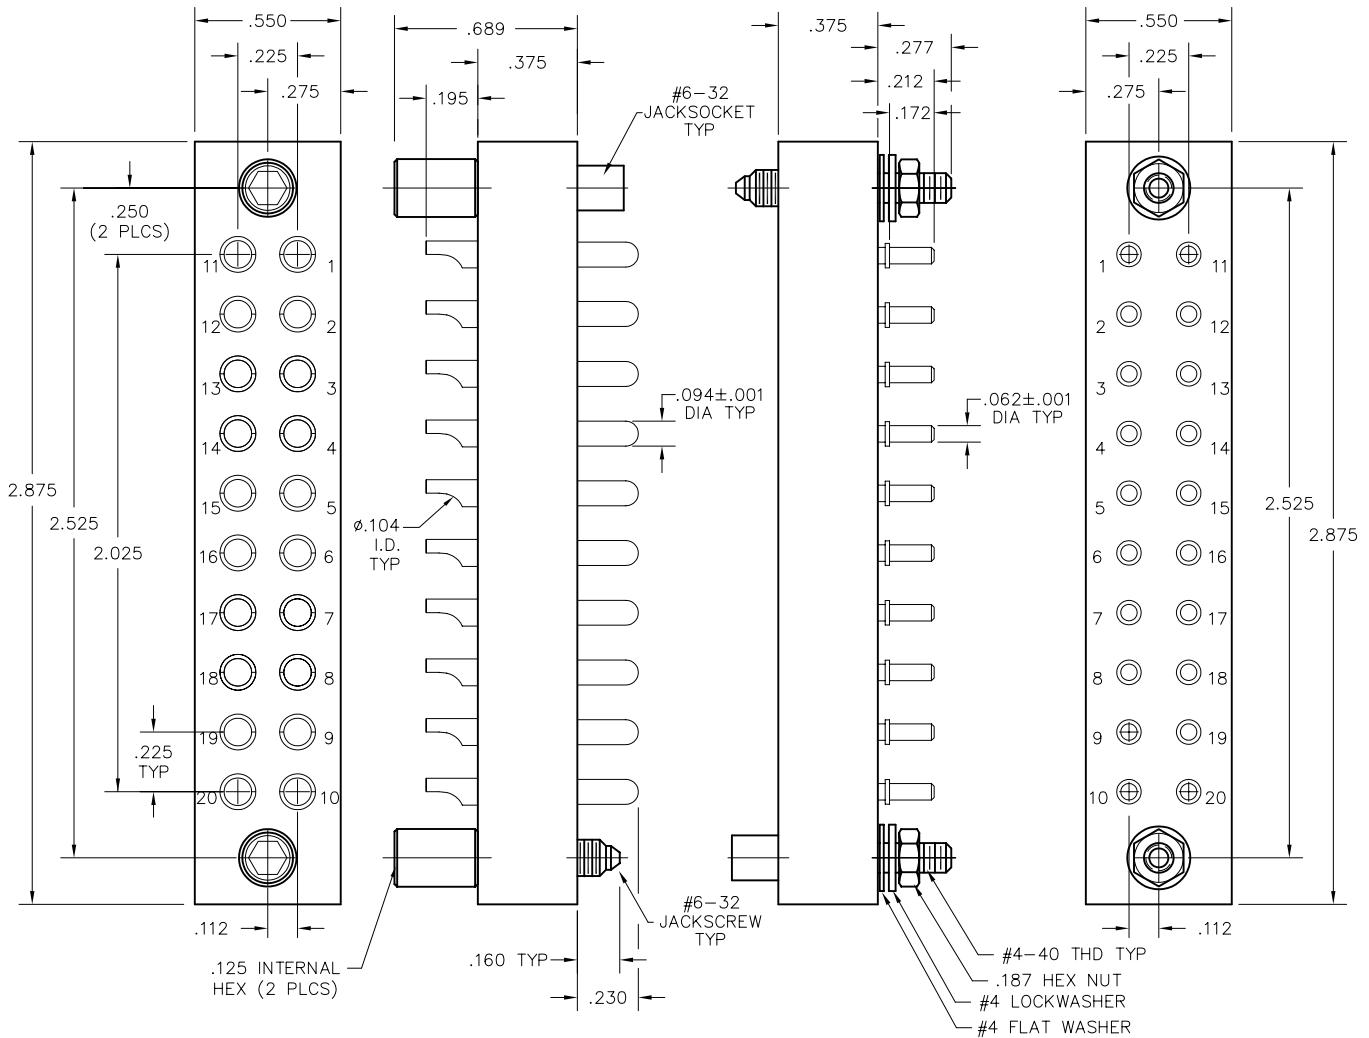 .550
.225
.275
.689
.375
.195
#6-32
JACKSOCKET
TYP
.375
.277
.212
.172
.550
.225
.275
.250
(2 PLCS)
11 1
12 2
13 3
14 4
15 5
16 6
17 7
18 8
19 9
20 10
2.875
2.525
2.025
.225
TYP
.112
.125 INTERNAL
HEX (2 PLCS)
.094±.001
DIA TYP
ø.104
I.D.
TYP
#6-32
JACKSCREW
TYP
.160 TYP
.230
.062±.001
DIA TYP
#4-40 THD TYP
.187 HEX NUT
#4 LOCKWASHER
#4 FLAT WASHER
1 11
2 12
3 13
4 14
5 15
6 16
7 17
8 18
9 19
10 20
2.525
2.875
.112